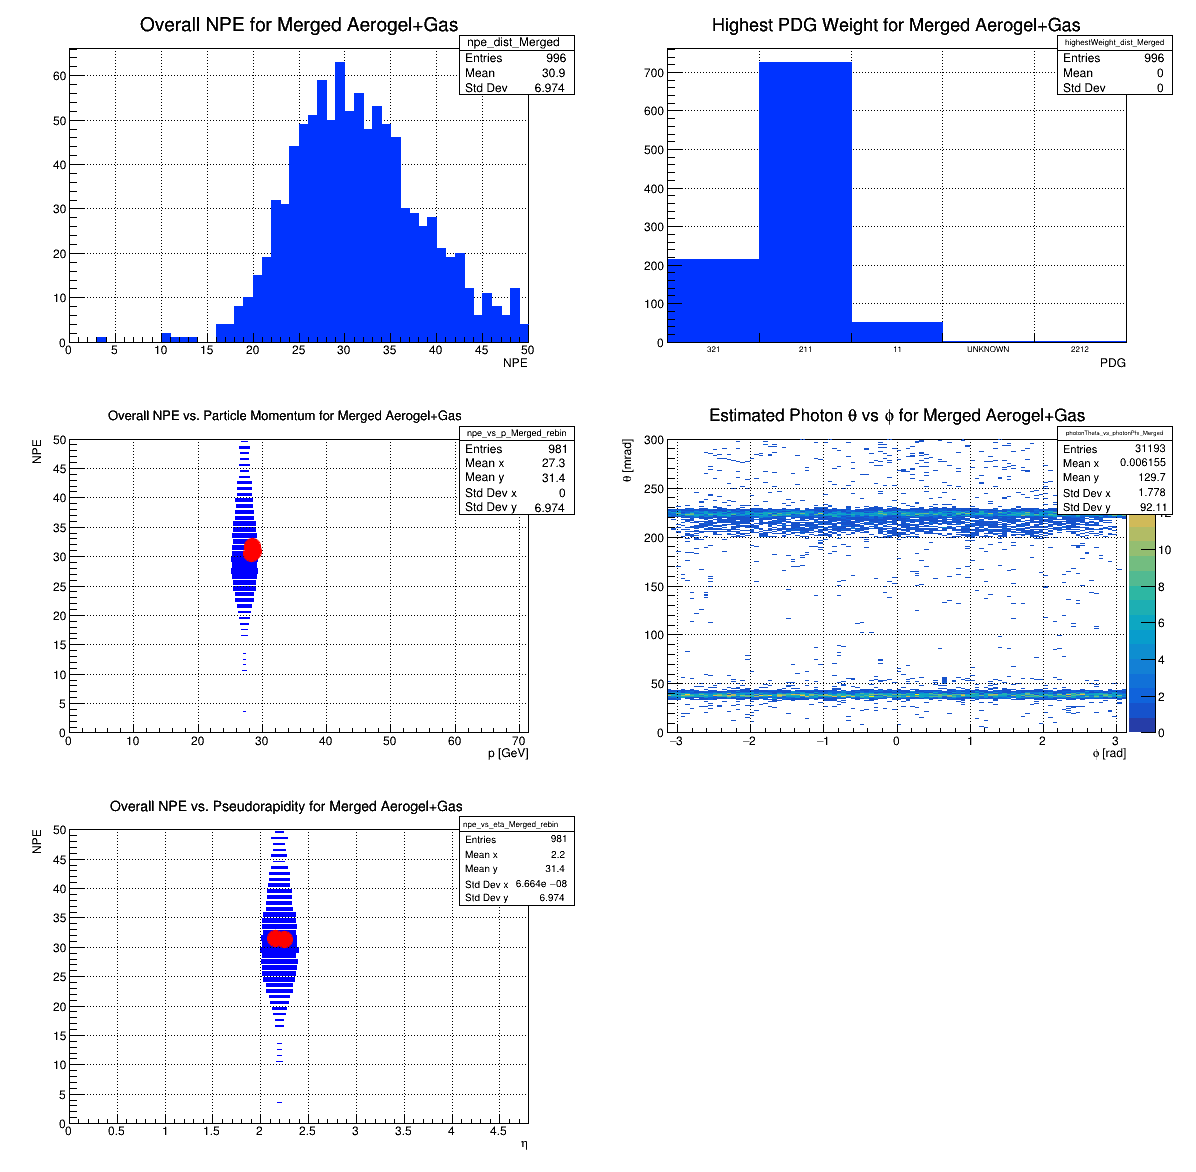 Overall NPE for Merged Aerogel+Gas
npe_dist_Merged
Entries 996
Mean 30.9
Std Dev 6.974
60
50
40
30
20
10
0
0 5 10 15 20 25 30 35 40 45 50
NPE
Highest PDG Weight for Merged Aerogel+Gas
highestWeight_dist_Merged
Entries 996
Mean 0
Std Dev 0
700
600
500
400
300
200
100
0
321 211 11 UNKNOWN 2212
PDG
Overall NPE vs. Particle Momentum for Merged Aerogel+Gas
npe_vs_p_Merged_rebin
Entries 981
Mean x 27.3
Mean y 31.4
Std Dev x 0
Std Dev y 6.974
NPE
50
45
40
35
30
25
20
15
10
5
0
0 10 20 30 40 50 60 70
p [GeV]
Estimated Photon θ vs ϕ for Merged Aerogel+Gas
photonTheta_vs_photonPhi_Merged
Entries 31193
Mean x 0.006155
Mean y 129.7
Std Dev x 1.778
Std Dev y 92.11
θ [mrad]
300
250
200
150
100
50
0
−3 −2 −1 0 1 2 3
ϕ [rad]
10
8
6
4
2
0
Overall NPE vs. Pseudorapidity for Merged Aerogel+Gas
npe_vs_eta_Merged_rebin
Entries 981
Mean x 2.2
Mean y 31.4
Std Dev x 6.664e −08
Std Dev y 6.974
NPE
50
45
40
35
30
25
20
15
10
5
0
0 0.5 1 1.5 2 2.5 3 3.5 4 4.5
η